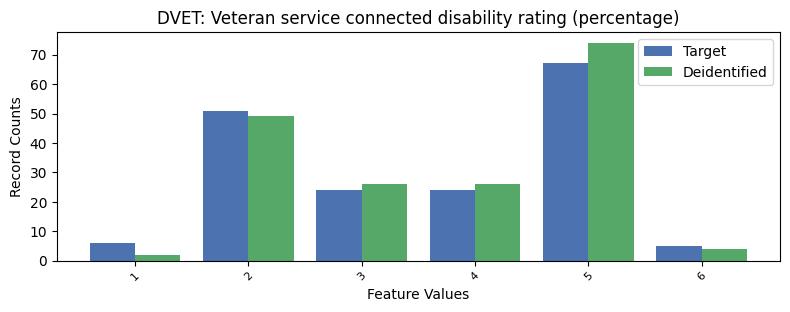 DVET: Veteran service connected disability rating (percentage)
Target
Deidentified
Record Counts
70
60
50
40
30
20
10
0
1 2 3 4 5 6
Feature Values